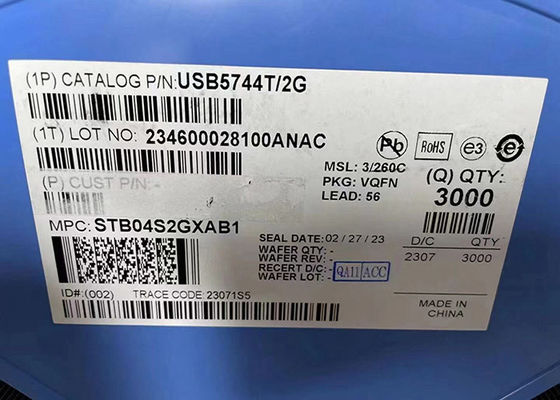 (1P) CATALOG P/N:USB5744T/2G
(1T) LOT NO: 234600028100ANAC
Pb
RoHS
e3
e
(P) CUST P/N:
MSL: 3/260C
PKG: VQFN
LEAD: 56
(Q) QTY:
3000
MPC: STB04S2GXAB1
SEAL DATE: 02/27/23
WAFER QTY: -
WAFER REV:
RECERT D/C: -
WAFER LOT: -
QA11 ACC
D/C QTY
2307 3000
ID#:(002) TRACE CODE: 23071S5
MADE IN
CHINA